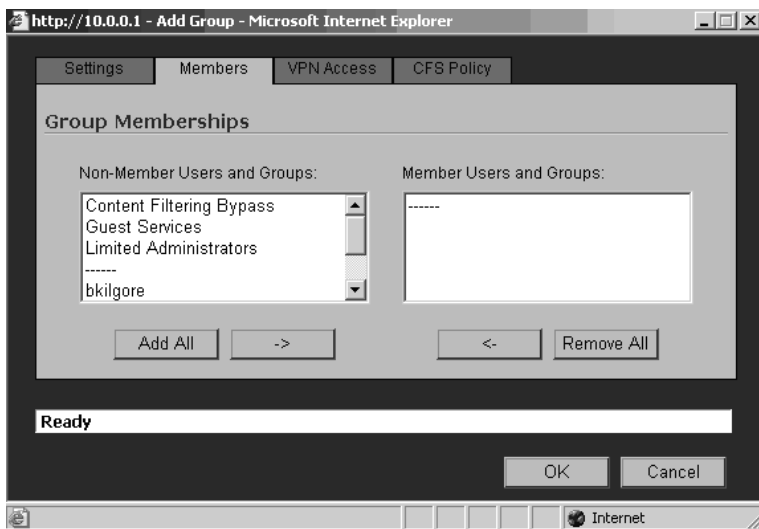 http://10.0.0.1 - Add Group - Microsoft Internet Explorer
Settings Members VPN Access CFS Policy
Group Memberships
Non-Member Users and Groups: Member Users and Groups:
Content Filtering Bypass ------
Guest Services
Limited Administrators
------
bkilgore
Add All -> <- Remove All
Ready
OK Cancel
Internet